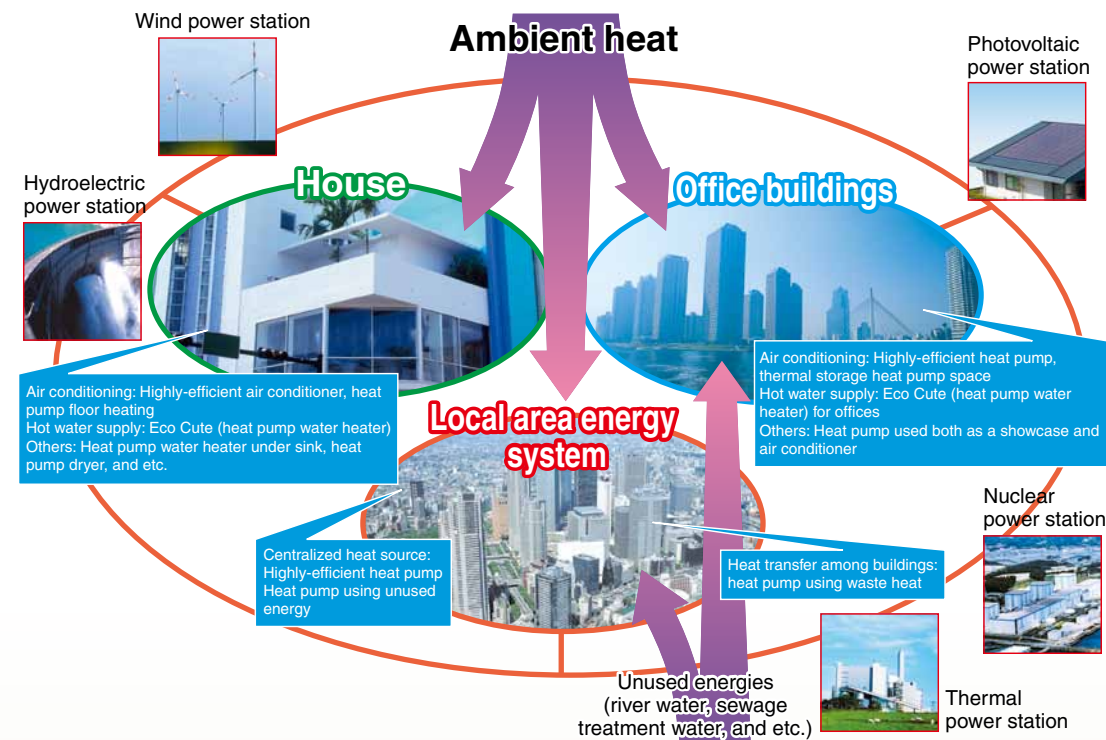 Wind power station
Ambient heat
Photovoltaic
power station
Hydroelectric
power station
House
Office buildings
Air conditioning: Highly-efficient air conditioner, heat
pump floor heating
Hot water supply: Eco Cute (heat pump water heater)
Others: Heat pump water heater under sink, heat
pump dryer, and etc.
Air conditioning: Highly-efficient heat pump,
thermal storage heat pump space
Hot water supply: Eco Cute (heat pump water
heater) for offices
Others: Heat pump used both as a showcase and
air conditioner
Local area energy
system
Centralized heat source:
Highly-efficient heat pump
Heat pump using unused
energy
Heat transfer among buildings:
heat pump using waste heat
Nuclear
power station
Unused energies
(river water, sewage
treatment water, and etc.)
Thermal
power station